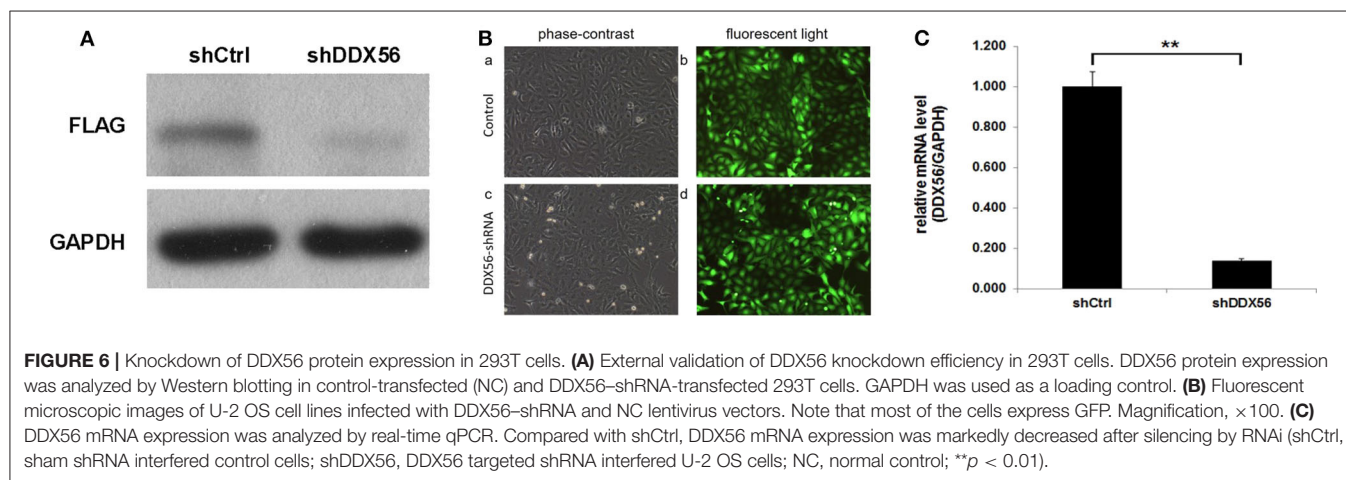 A
shCtrl shDDX56
FLAG
GAPDH
B
phase-contrast fluorescent light
a b
Control
c d
DDX56-shRNA
C
1.200
**
1.000
0.800
0.600
0.400
0.200
0.000
relative mRNA level
(DDX56/GAPDH)
shCtrl shDDX56
FIGURE 6 | Knockdown of DDX56 protein expression in 293T cells. (A) External validation of DDX56 knockdown efficiency in 293T cells. DDX56 protein expression
was analyzed by Western blotting in control-transfected (NC) and DDX56–shRNA-transfected 293T cells. GAPDH was used as a loading control. (B) Fluorescent
microscopic images of U-2 OS cell lines infected with DDX56–shRNA and NC lentivirus vectors. Note that most of the cells express GFP. Magnification, ×100. (C)
DDX56 mRNA expression was analyzed by real-time qPCR. Compared with shCtrl, DDX56 mRNA expression was markedly decreased after silencing by RNAi (shCtrl,
sham shRNA interfered control cells; shDDX56, DDX56 targeted shRNA interfered U-2 OS cells; NC, normal control; **p < 0.01).